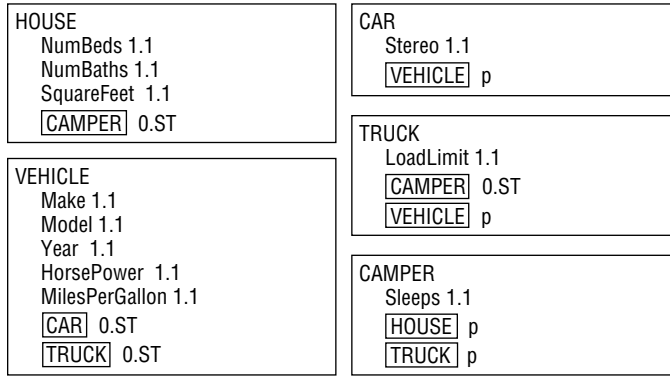 HOUSE
NumBeds 1.1
NumBaths 1.1
SquareFeet 1.1
CAMPER 0.ST
VEHICLE
Make 1.1
Model 1.1
Year 1.1
HorsePower 1.1
MilesPerGallon 1.1
CAR 0.ST
TRUCK 0.ST
CAR
Stereo 1.1
VEHICLE p
TRUCK
LoadLimit 1.1
CAMPER 0.ST
VEHICLE p
CAMPER
Sleeps 1.1
HOUSE p
TRUCK p